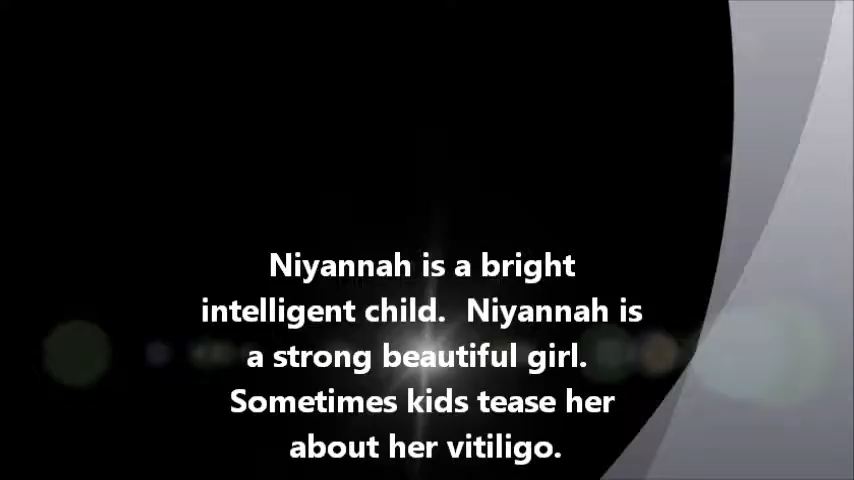 Niyannah is a bright
intelligent child.  Niyannah is
a strong beautiful girl.
Sometimes kids tease her
about her vitiligo.